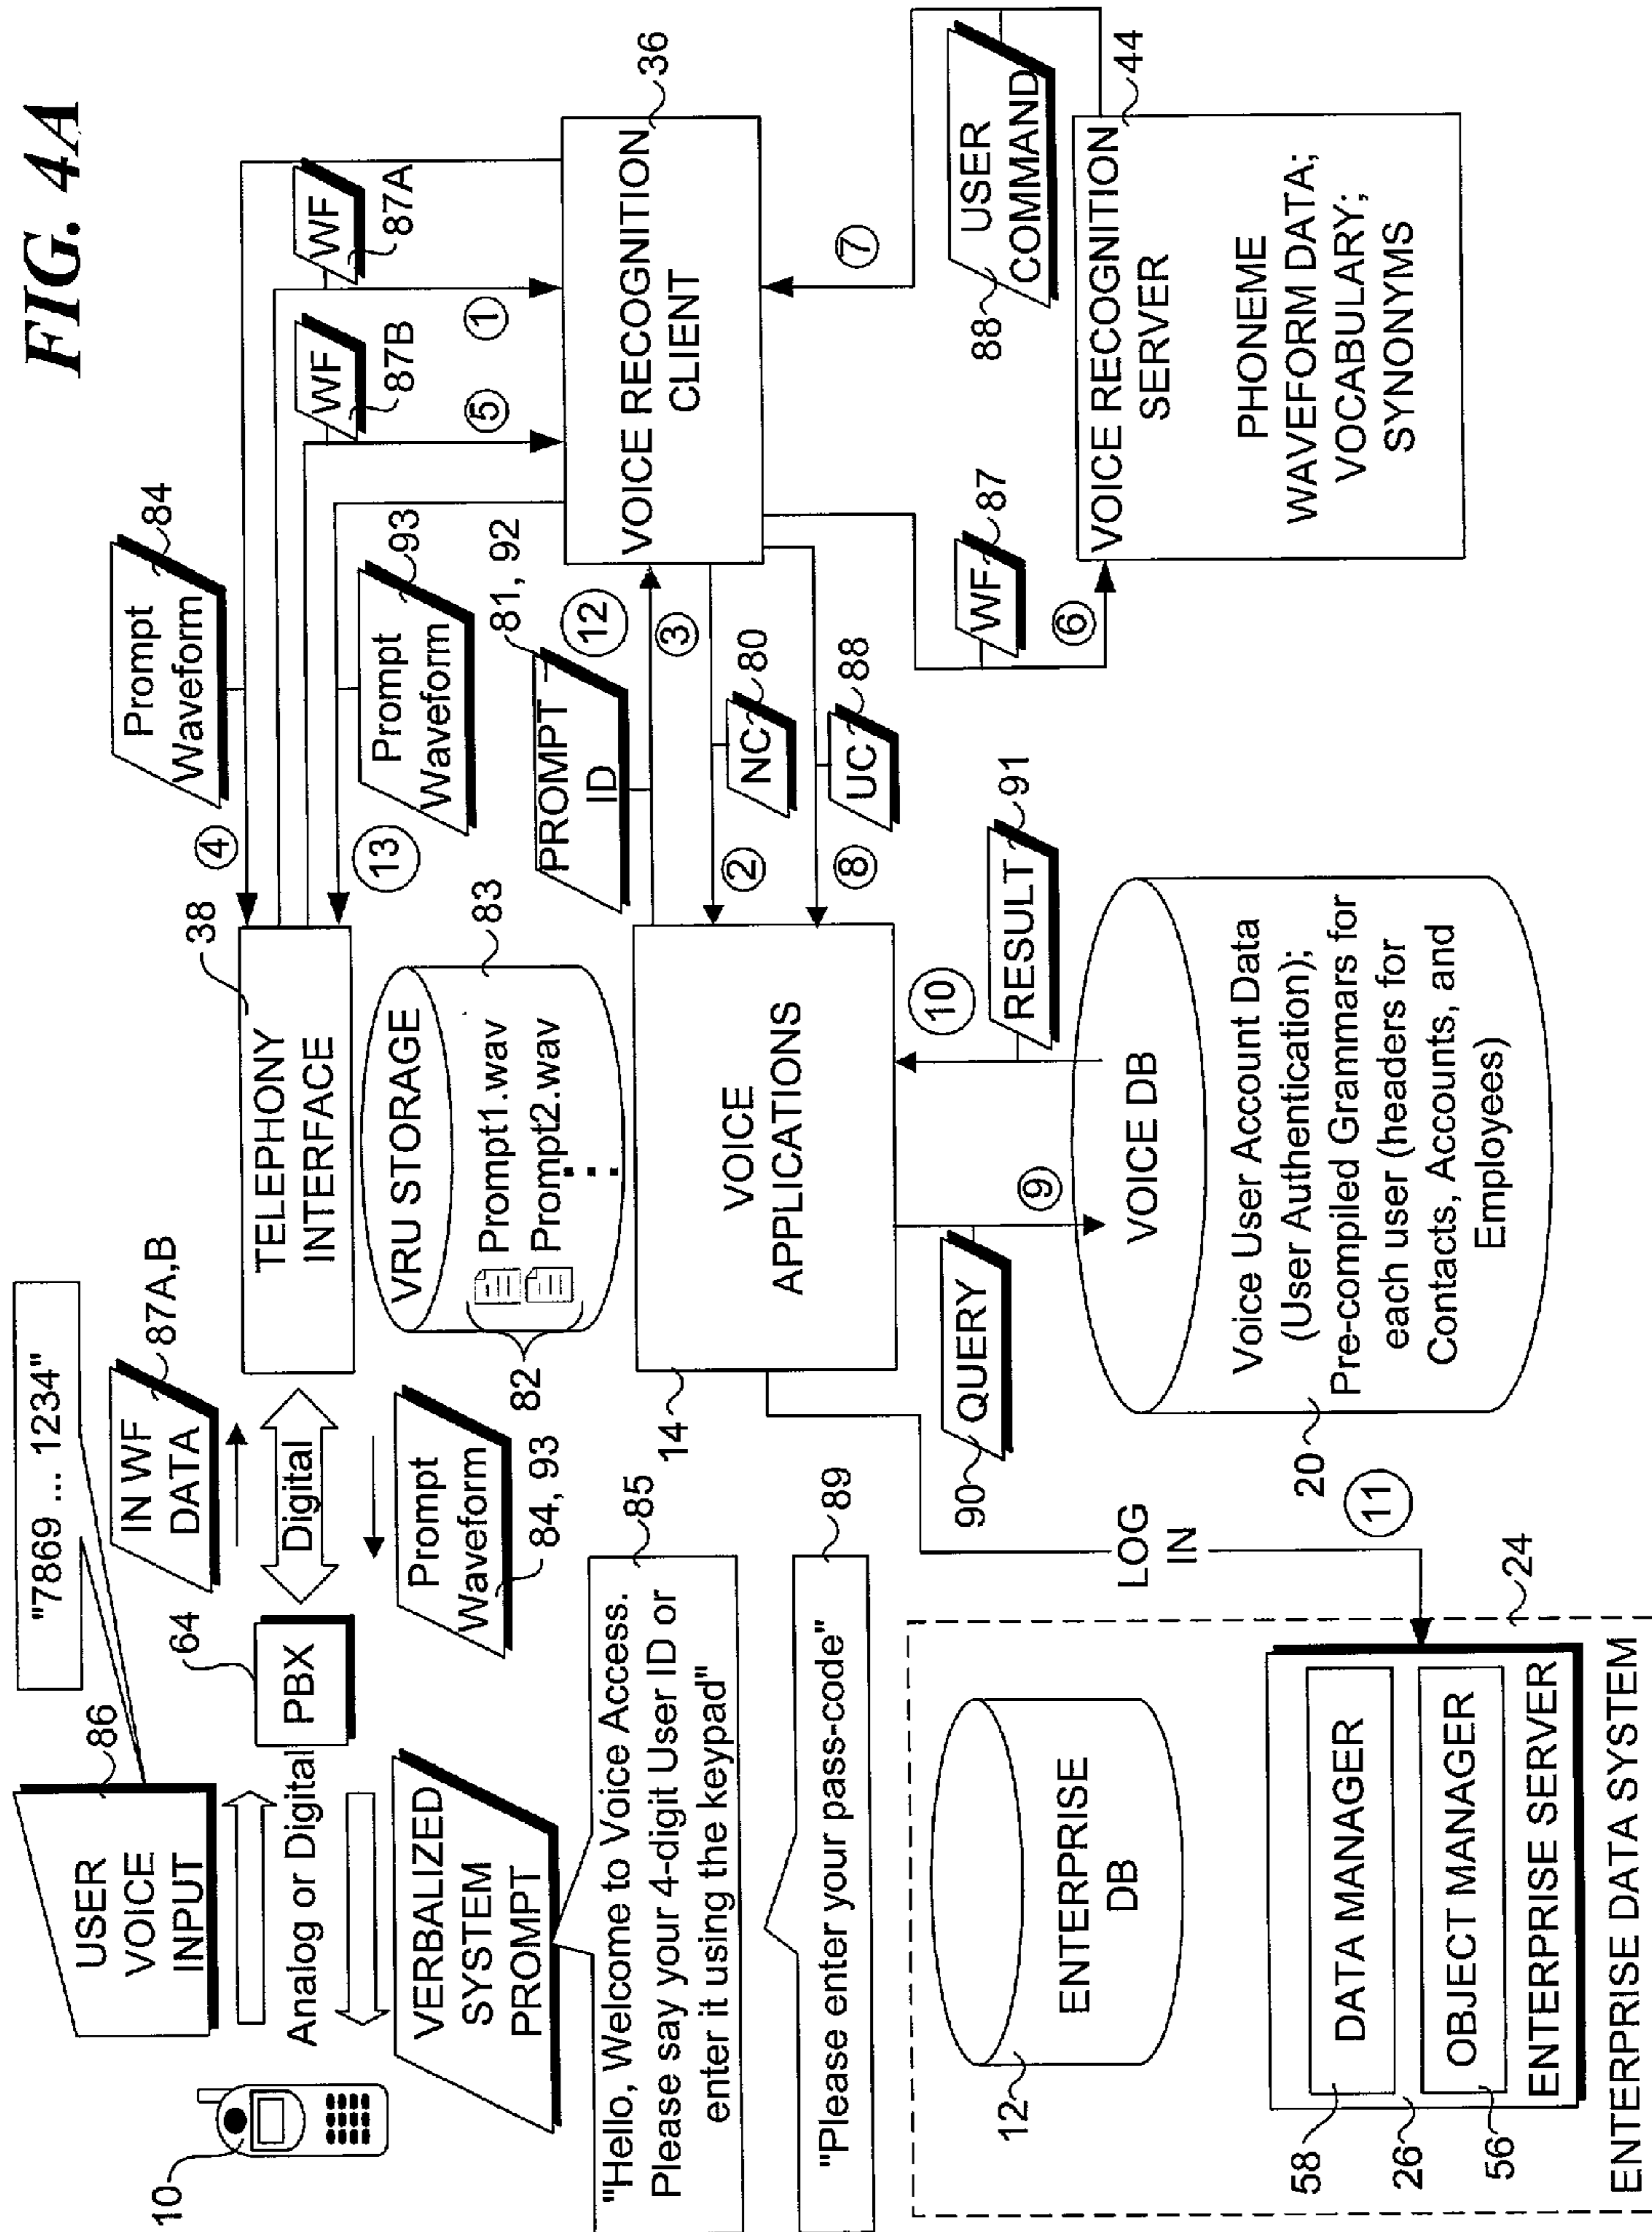 FIG. 4A
10
USER
VOICE
INPUT
86
"7869 ... 1234"
Analog or Digital
VERBALIZED
SYSTEM
PROMPT
64
PBX
IN WF
DATA
87A,B
Digital
Prompt
Waveform
84, 93
"Hello, Welcome to Voice Access.
Please say your 4-digit User ID or
enter it using the keypad"
85
"Please enter your pass-code"
89
38
TELEPHONY
INTERFACE
VRU STORAGE
83
Prompt1.wav
Prompt2.wav
82
4
Prompt
Waveform
84
13
Prompt
Waveform
93
WF
87A
1
WF
87B
5
VOICE RECOGNITION
CLIENT
36
PROMPT
ID
81, 92
12
3
2
NC
80
8
UC
88
14
VOICE
APPLICATIONS
WF
87
6
7
USER
COMMAND
88
VOICE RECOGNITION
SERVER
44
PHONEME
WAVEFORM DATA;
VOCABULARY;
SYNONYMS
QUERY
90
9
10
RESULT
91
VOICE DB
Voice User Account Data
(User Authentication);
Pre-compiled Grammars for
each user (headers for
Contacts, Accounts, and
Employees)
20
LOG
IN
11
ENTERPRISE
DB
12
DATA MANAGER
58
OBJECT MANAGER
56
ENTERPRISE SERVER
26
24
ENTERPRISE DATA SYSTEM